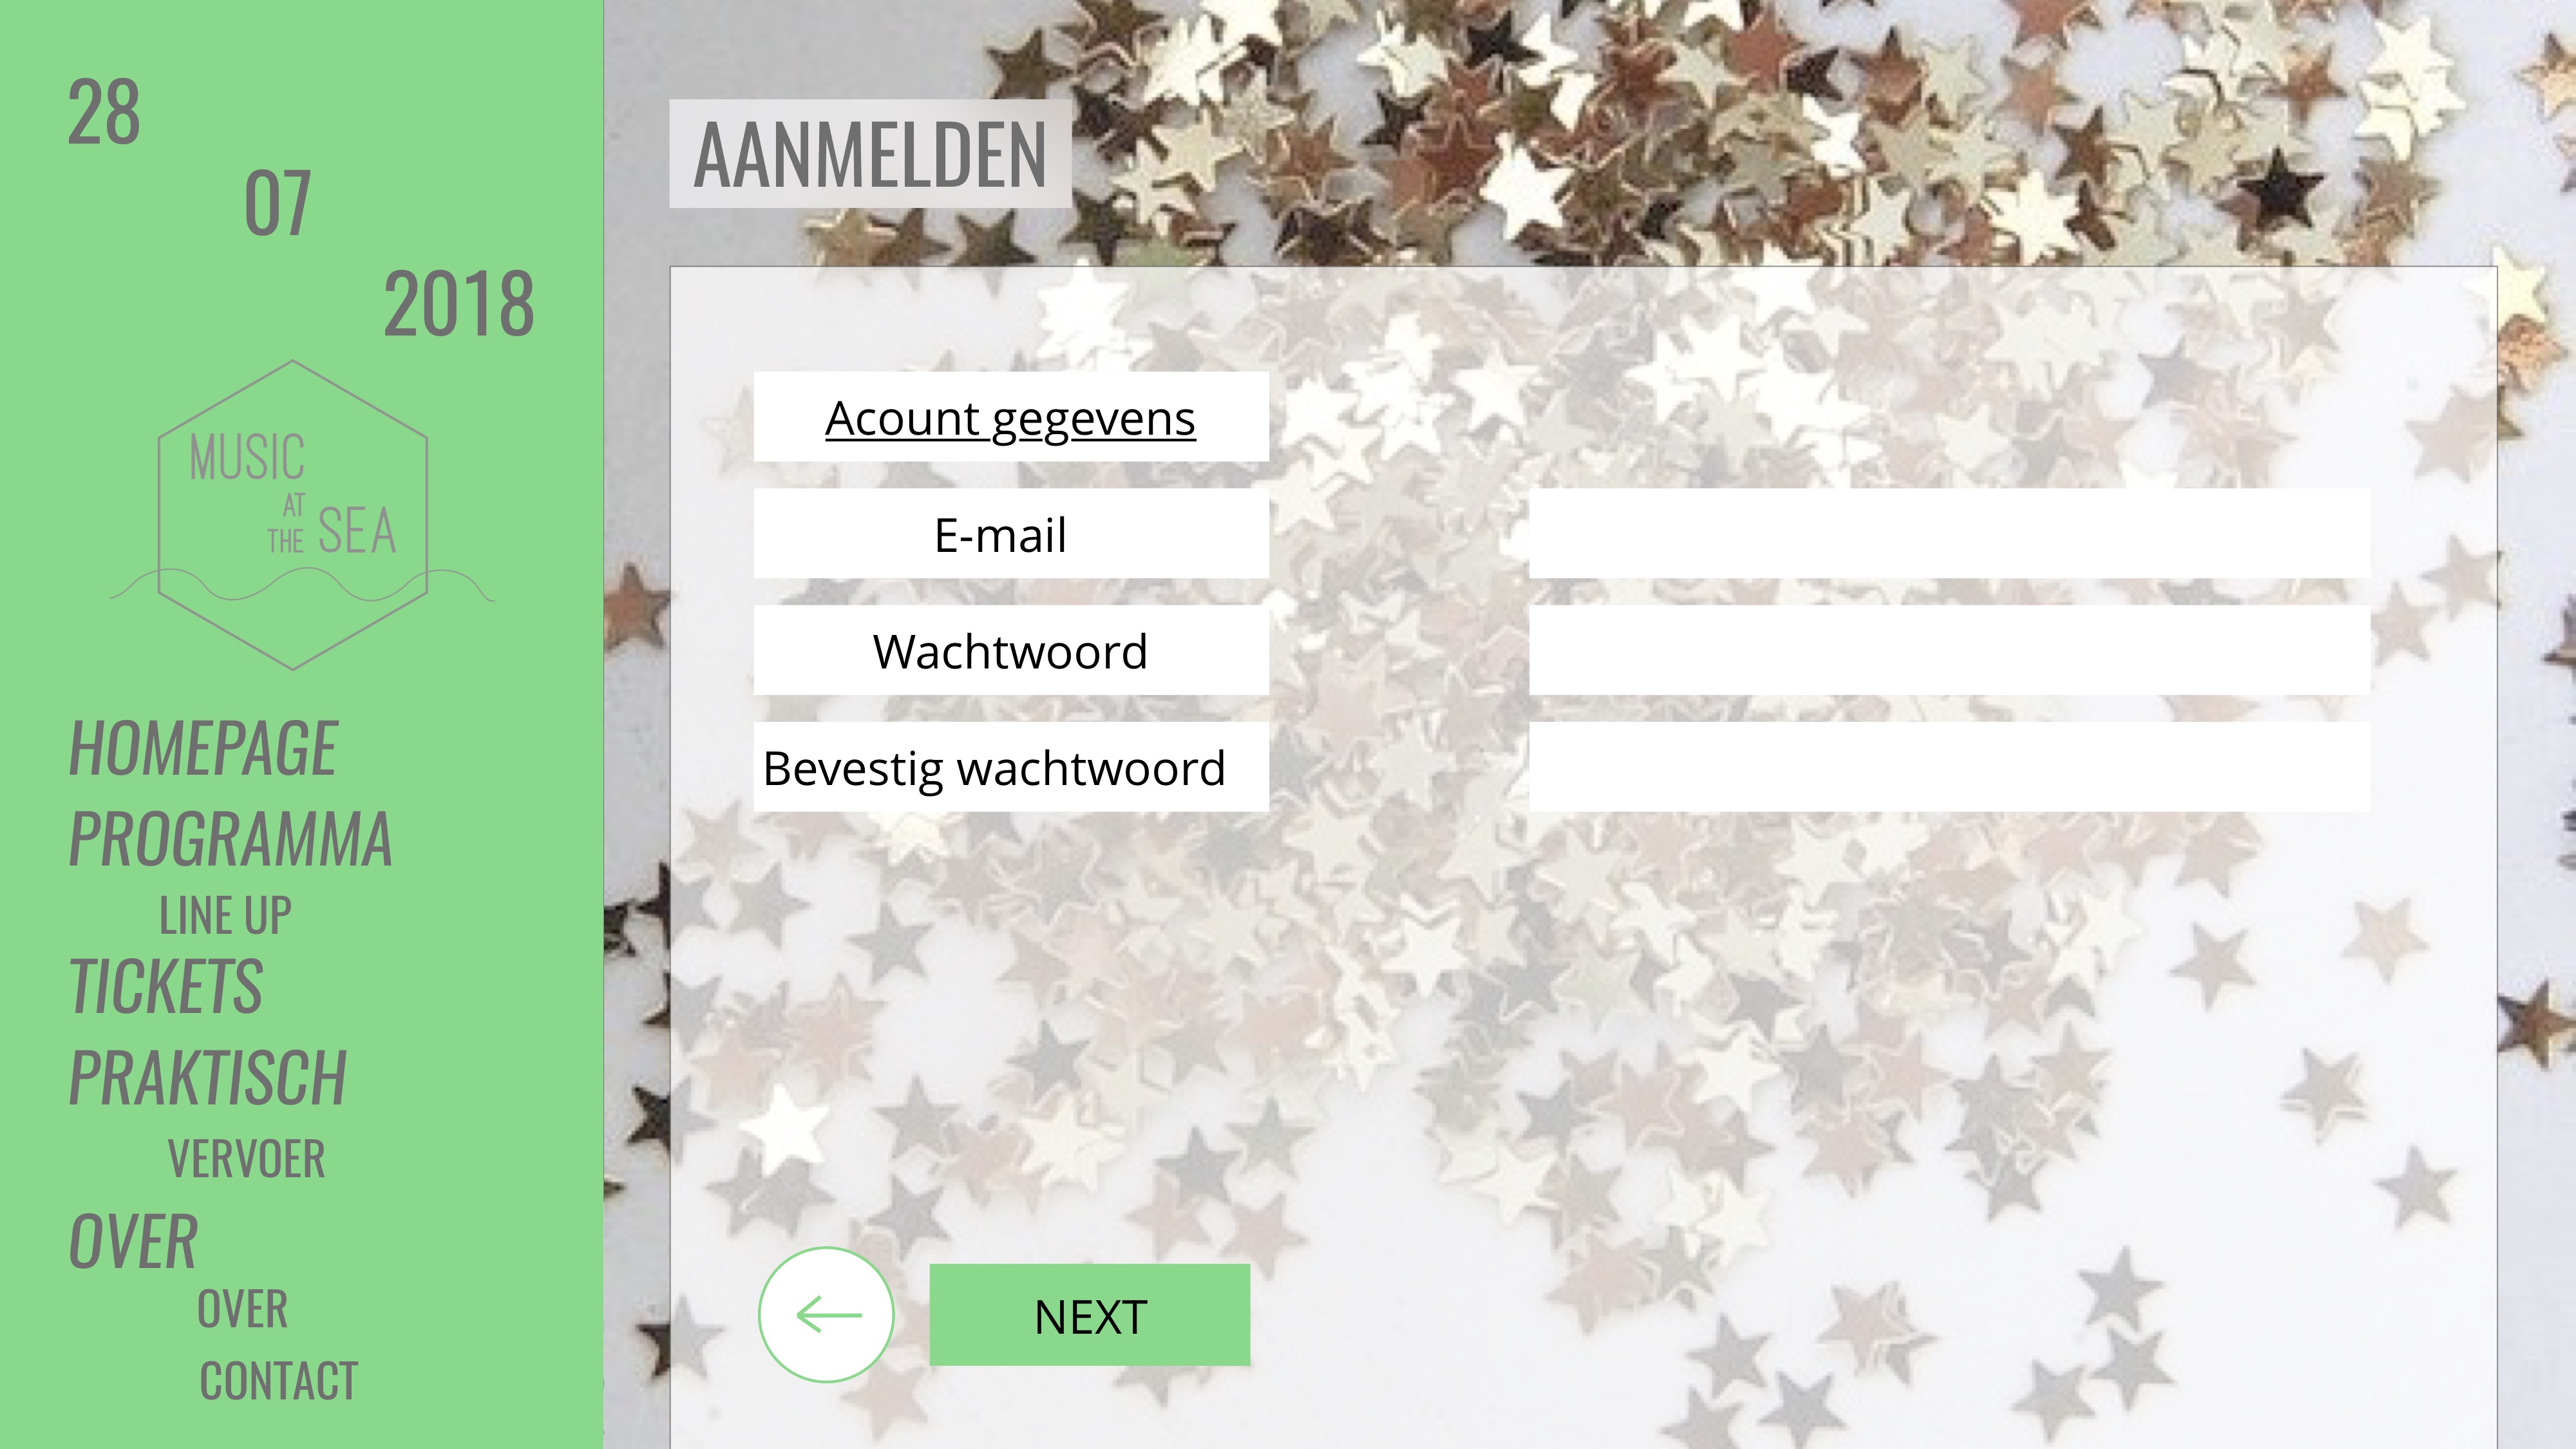 28
07
2018
MUSIC
AT
THE SEA
HOMEPAGE
PROGRAMMA
LINE UP
TICKETS
PRAKTISCH
VERVOER
OVER
OVER
CONTACT
AANMELDEN
Acount gegevens
E-mail
Wachtwoord
Bevestig wachtwoord
NEXT